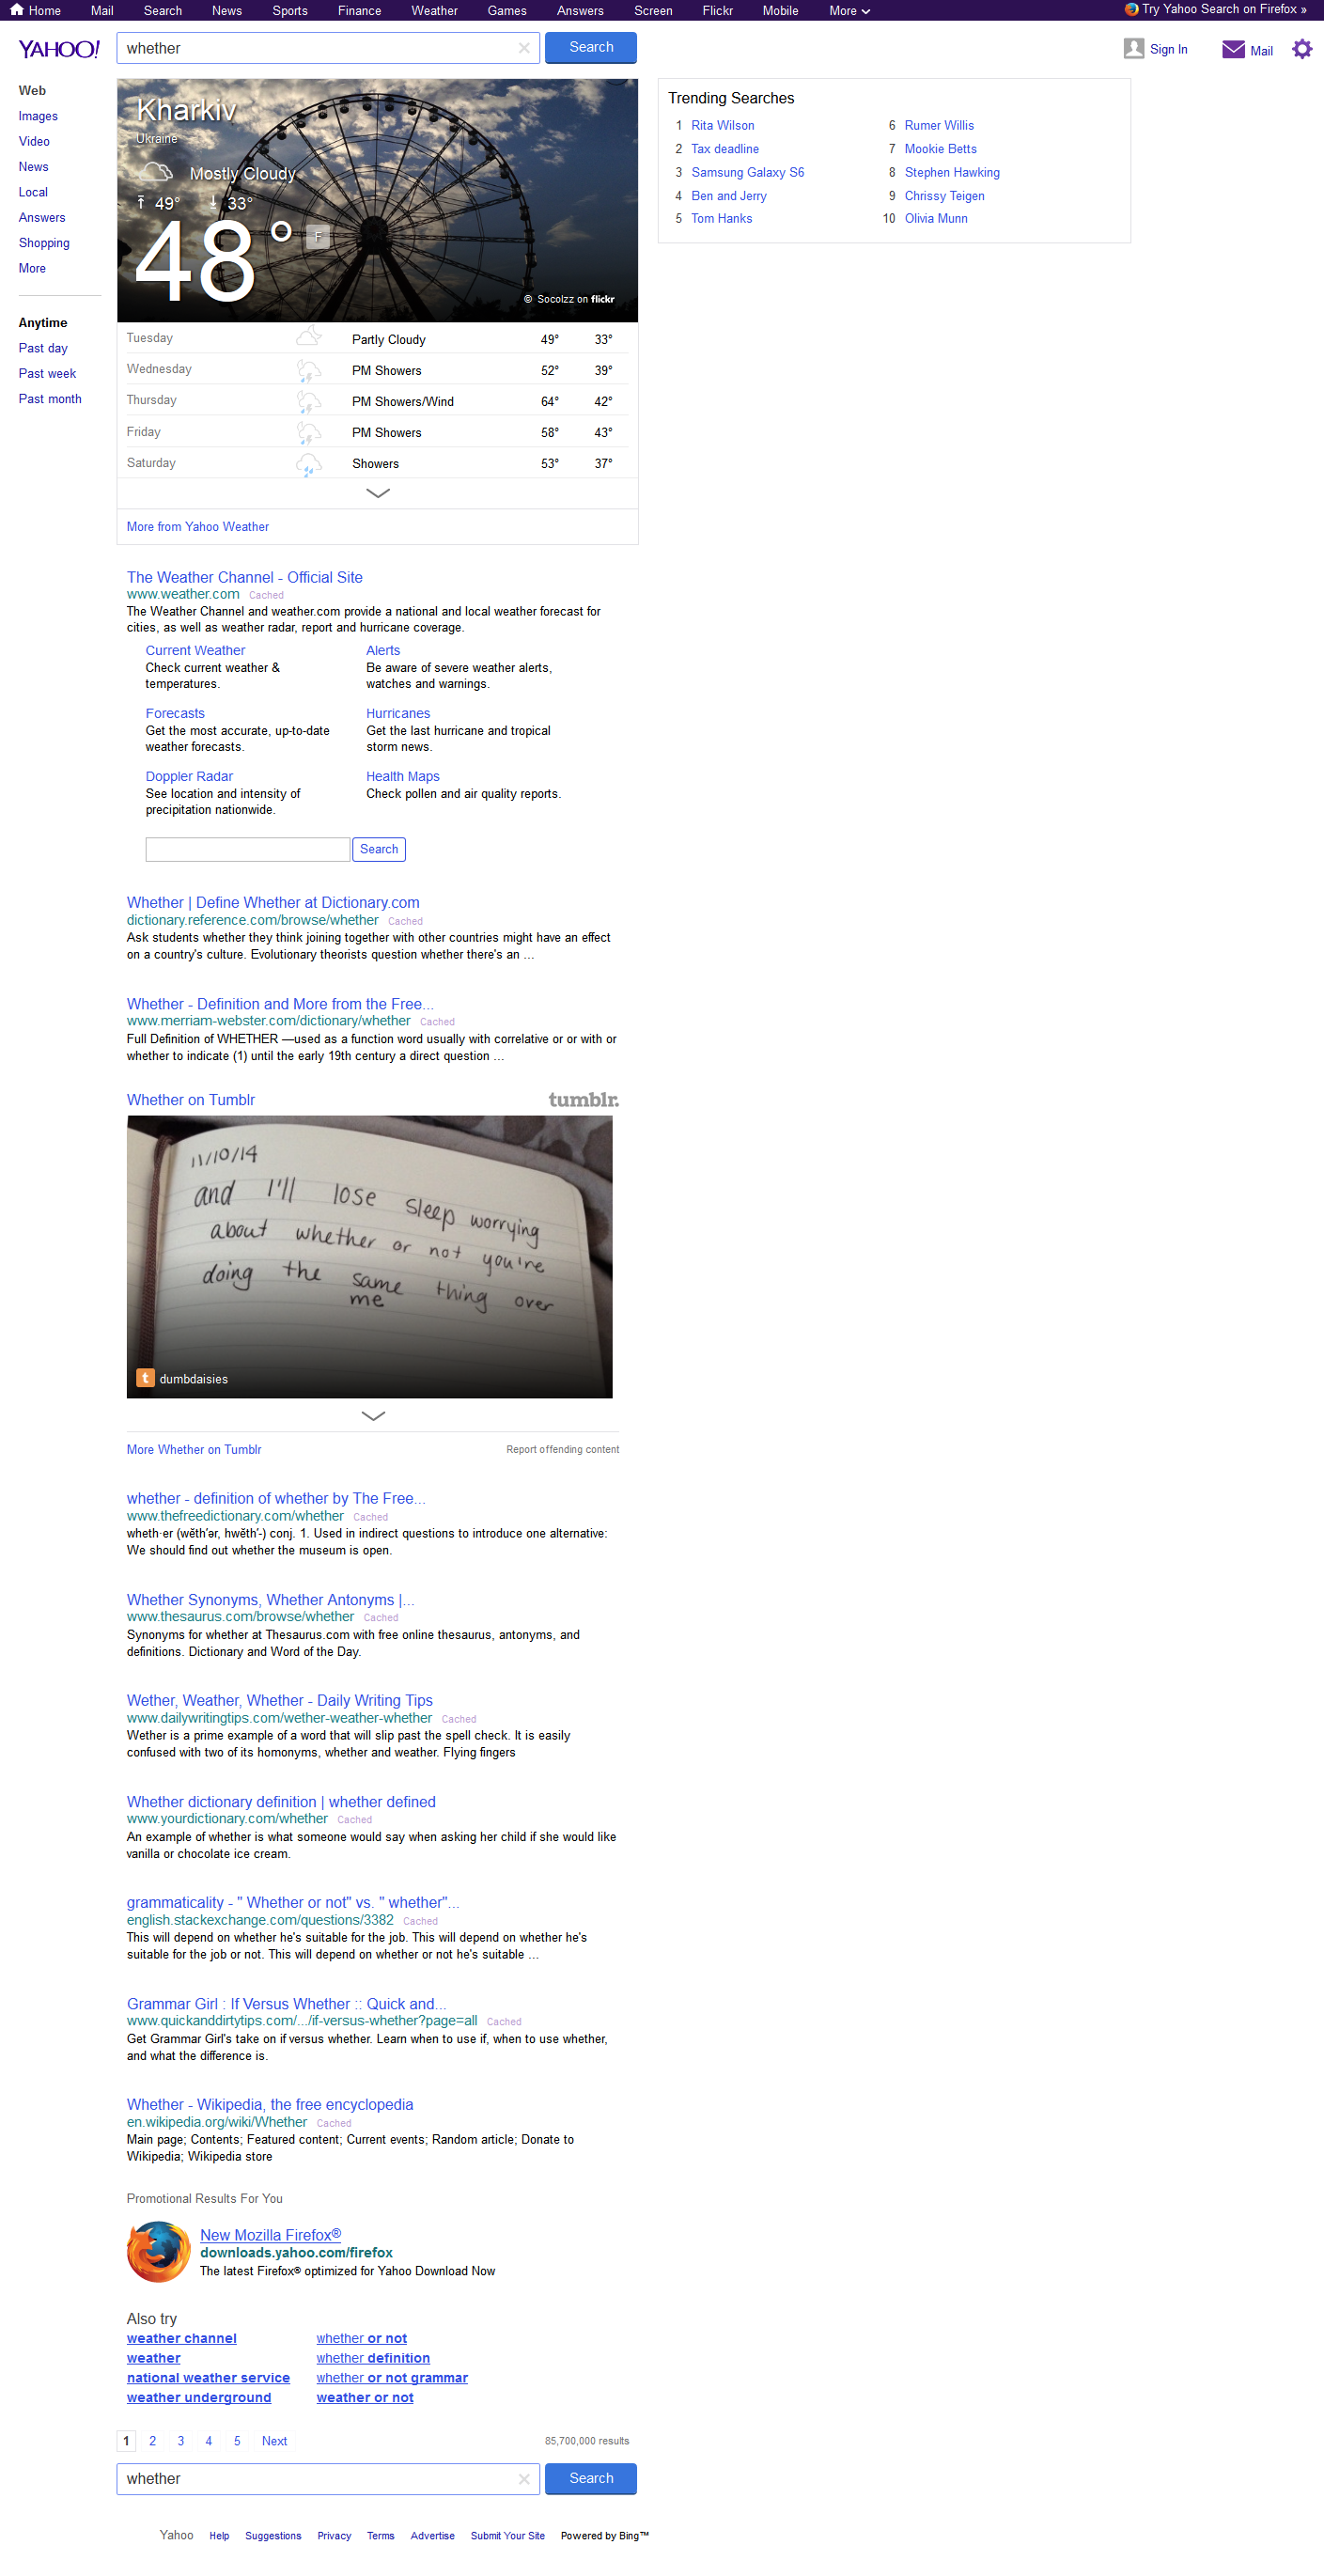 Home Mail Search News Sports Finance Weather Games Answers Screen Flickr Mobile More Try Yahoo Search on Firefox »
YAHOO! whether Search Sign In Mail
Web
Images
Video
News
Local
Answers
Shopping
More
Anytime
Past day
Past week
Past month
Kharkiv
Ukraine
Mostly Cloudy
49° 33°
48° F
© Socolzz on flickr
Tuesday Partly Cloudy 49° 33°
Wednesday PM Showers 52° 39°
Thursday PM Showers/Wind 64° 42°
Friday PM Showers 58° 43°
Saturday Showers 53° 37°
More from Yahoo Weather
Trending Searches
1 Rita Wilson 6 Rumer Willis
2 Tax deadline 7 Mookie Betts
3 Samsung Galaxy S6 8 Stephen Hawking
4 Ben and Jerry 9 Chrissy Teigen
5 Tom Hanks 10 Olivia Munn
The Weather Channel - Official Site
www.weather.com Cached
The Weather Channel and weather.com provide a national and local weather forecast for
cities, as well as weather radar, report and hurricane coverage.
Current Weather
Check current weather &
temperatures.
Alerts
Be aware of severe weather alerts,
watches and warnings.
Forecasts
Get the most accurate, up-to-date
weather forecasts.
Hurricanes
Get the last hurricane and tropical
storm news.
Doppler Radar
See location and intensity of
precipitation nationwide.
Health Maps
Check pollen and air quality reports.
Search
Whether | Define Whether at Dictionary.com
dictionary.reference.com/browse/whether Cached
Ask students whether they think joining together with other countries might have an effect
on a country's culture. Evolutionary theorists question whether there's an ...
Whether - Definition and More from the Free...
www.merriam-webster.com/dictionary/whether Cached
Full Definition of WHETHER —used as a function word usually with correlative or or with or
whether to indicate (1) until the early 19th century a direct question ...
Whether on Tumblr tumblr.
11/10/14
and I'll lose sleep worrying
about whether or not you're
doing the same thing over
me
t dumbdaisies
More Whether on Tumblr Report offending content
whether - definition of whether by The Free...
www.thefreedictionary.com/whether Cached
wheth·er (wĕth′ər, hwĕth′-) conj. 1. Used in indirect questions to introduce one alternative:
We should find out whether the museum is open.
Whether Synonyms, Whether Antonyms |...
www.thesaurus.com/browse/whether Cached
Synonyms for whether at Thesaurus.com with free online thesaurus, antonyms, and
definitions. Dictionary and Word of the Day.
Wether, Weather, Whether - Daily Writing Tips
www.dailywritingtips.com/wether-weather-whether Cached
Wether is a prime example of a word that will slip past the spell check. It is easily
confused with two of its homonyms, whether and weather. Flying fingers
Whether dictionary definition | whether defined
www.yourdictionary.com/whether Cached
An example of whether is what someone would say when asking her child if she would like
vanilla or chocolate ice cream.
grammaticality - " Whether or not" vs. " whether"...
english.stackexchange.com/questions/3382 Cached
This will depend on whether he's suitable for the job. This will depend on whether he's
suitable for the job or not. This will depend on whether or not he's suitable ...
Grammar Girl : If Versus Whether :: Quick and...
www.quickanddirtytips.com/.../if-versus-whether?page=all Cached
Get Grammar Girl's take on if versus whether. Learn when to use if, when to use whether,
and what the difference is.
Whether - Wikipedia, the free encyclopedia
en.wikipedia.org/wiki/Whether Cached
Main page; Contents; Featured content; Current events; Random article; Donate to
Wikipedia; Wikipedia store
Promotional Results For You
New Mozilla Firefox®
downloads.yahoo.com/firefox
The latest Firefox® optimized for Yahoo Download Now
Also try
weather channel whether or not
weather whether definition
national weather service whether or not grammar
weather underground weather or not
1 2 3 4 5 Next 85,700,000 results
whether Search
Yahoo Help Suggestions Privacy Terms Advertise Submit Your Site Powered by Bing™